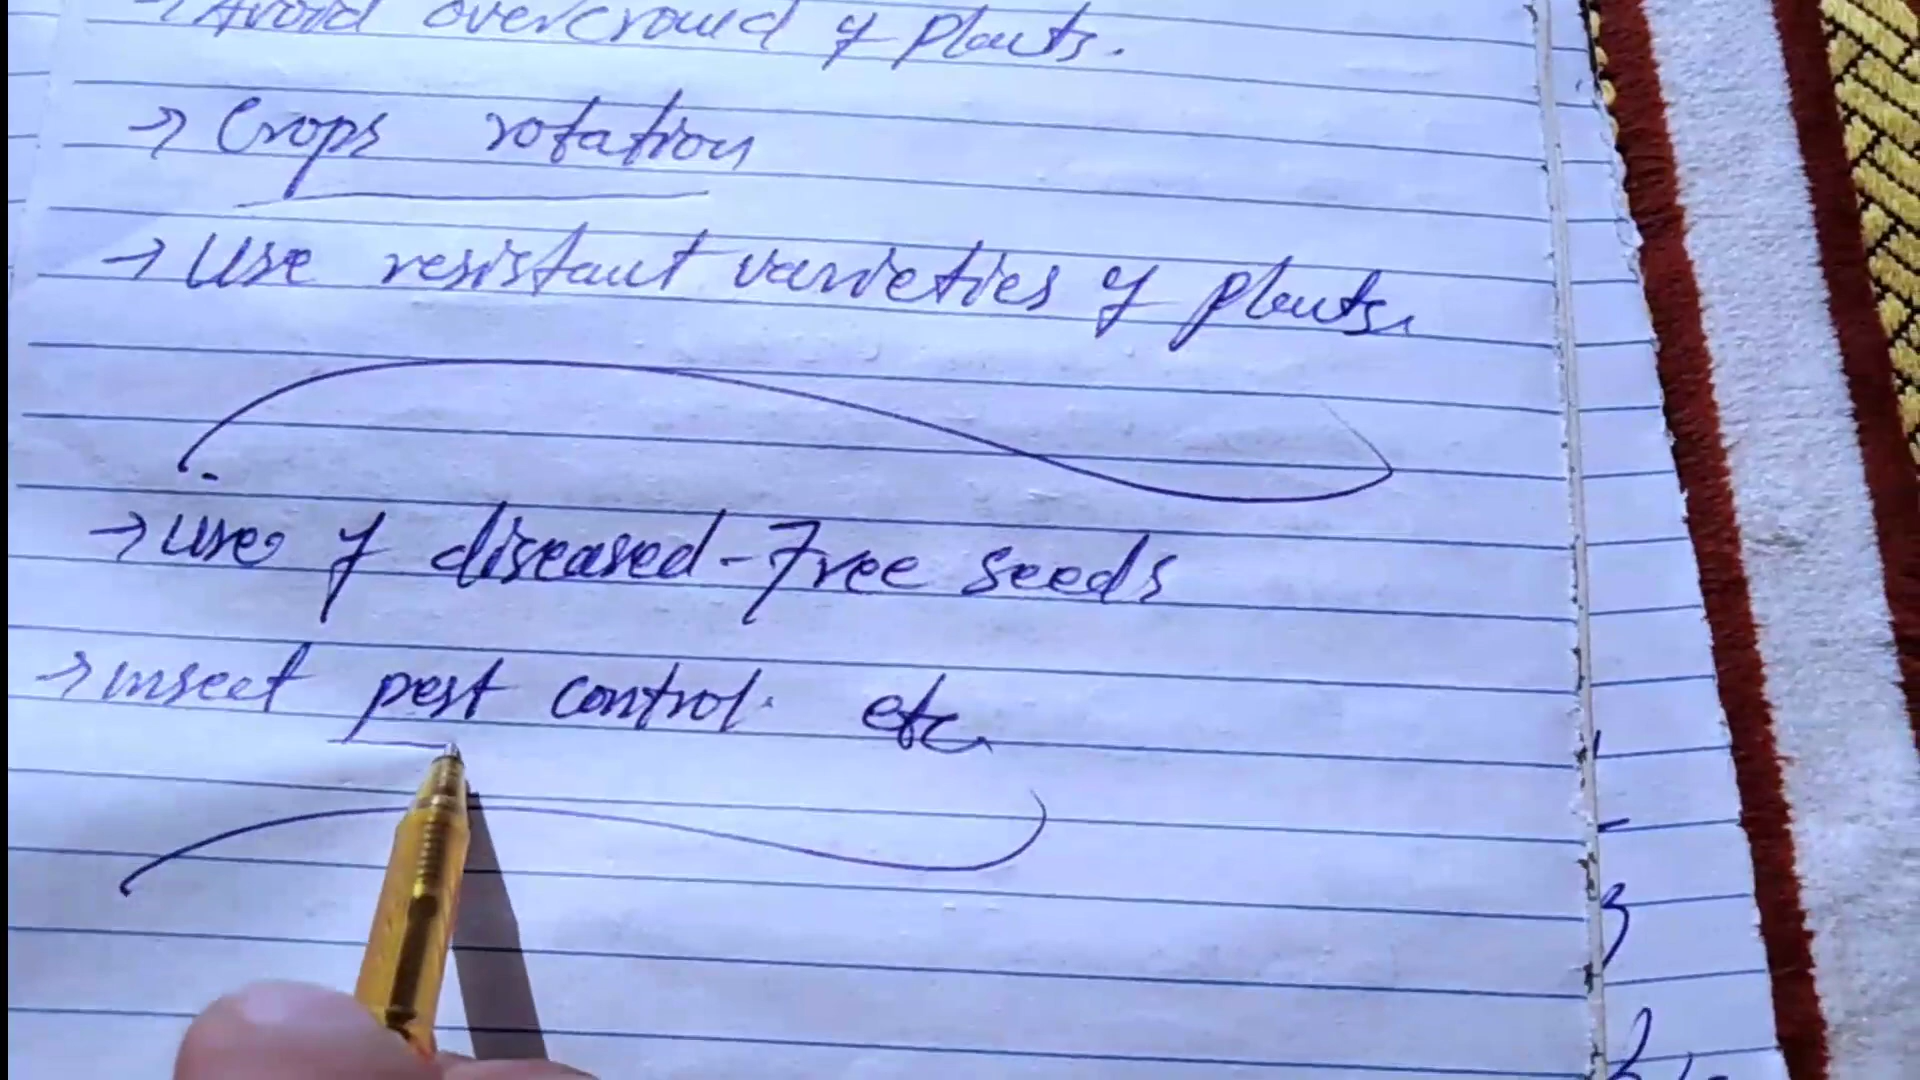 → Avoid overcrowd of plants.
→ Crops rotation
→ Use resistant varieties of plants.
→ Use of diseased-free seeds
→ insect pest control. etc.